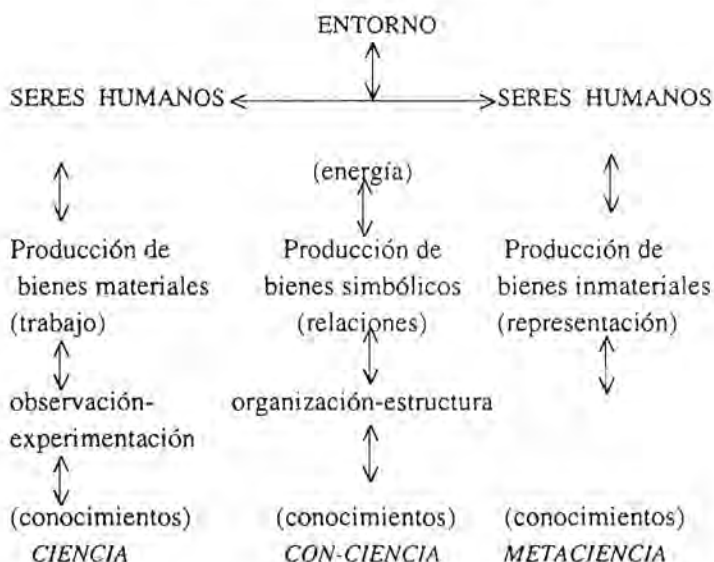 ENTORNO
SERES HUMANOS SERES HUMANOS
(energía)
Producción de Producción de Producción de
bienes materiales bienes simbólicos bienes inmateriales
(trabajo) (relaciones) (representación)
observación- organización-estructura
experimentación
(conocimientos) (conocimientos) (conocimientos)
CIENCIA CON-CIENCIA METACIENCIA